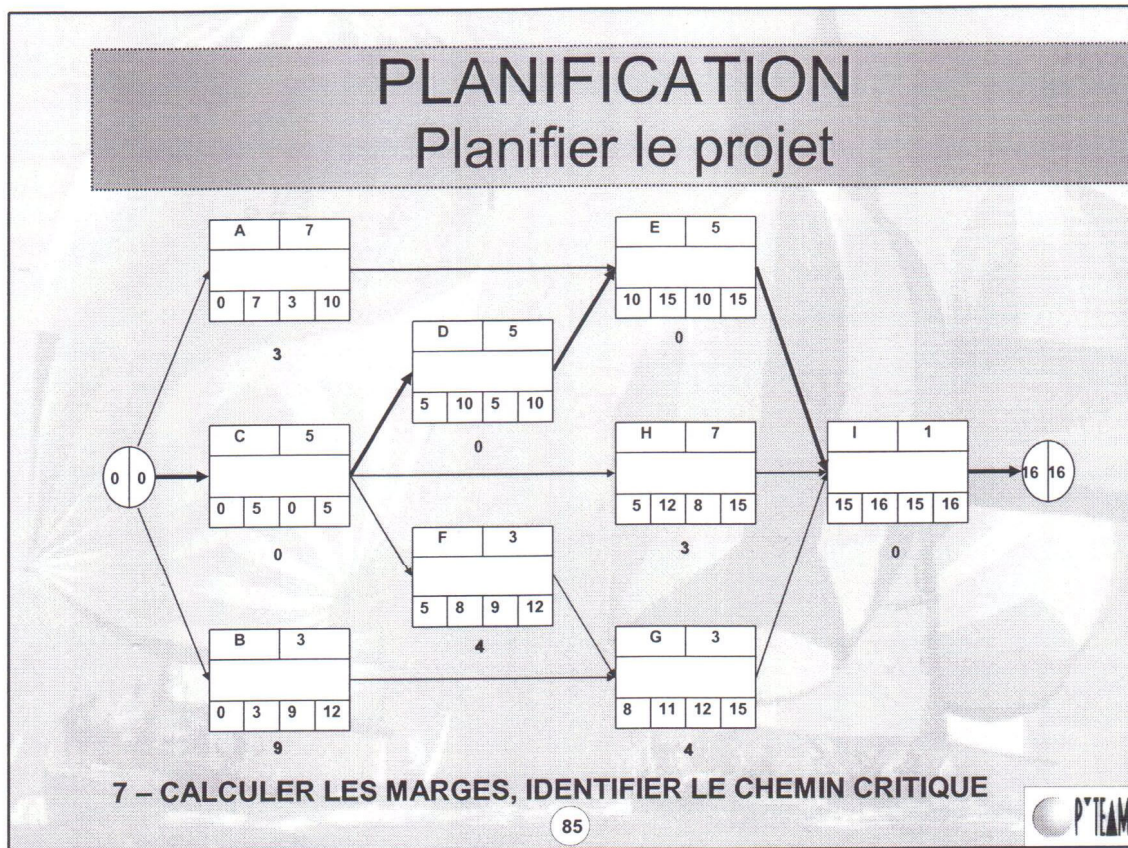 PLANIFICATION
Planifier le projet
A 7
0 7 3 10
3
E 5
10 15 10 15
0
D 5
5 10 5 10
0
0 0
C 5
0 5 0 5
0
H 7
5 12 8 15
3
I 1
15 16 15 16
0
16 16
F 3
5 8 9 12
4
B 3
0 3 9 12
9
G 3
8 11 12 15
4
7 – CALCULER LES MARGES, IDENTIFIER LE CHEMIN CRITIQUE
85
P'TEAM